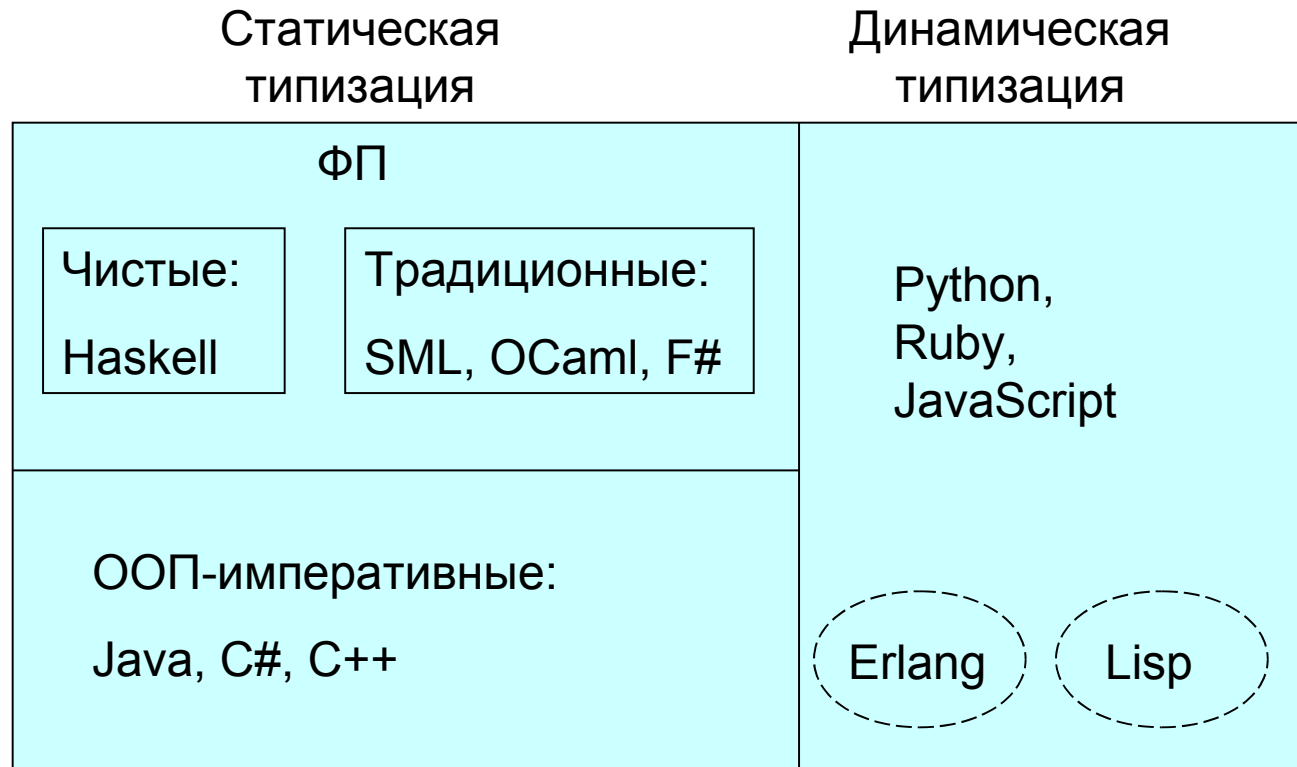 Статическая
типизация
Динамическая
типизация
ФП
Чистые:
Haskell
Традиционные:
SML, OCaml, F#
Python,
Ruby,
JavaScript
ООП-императивные:
Java, C#, C++
Erlang
Lisp